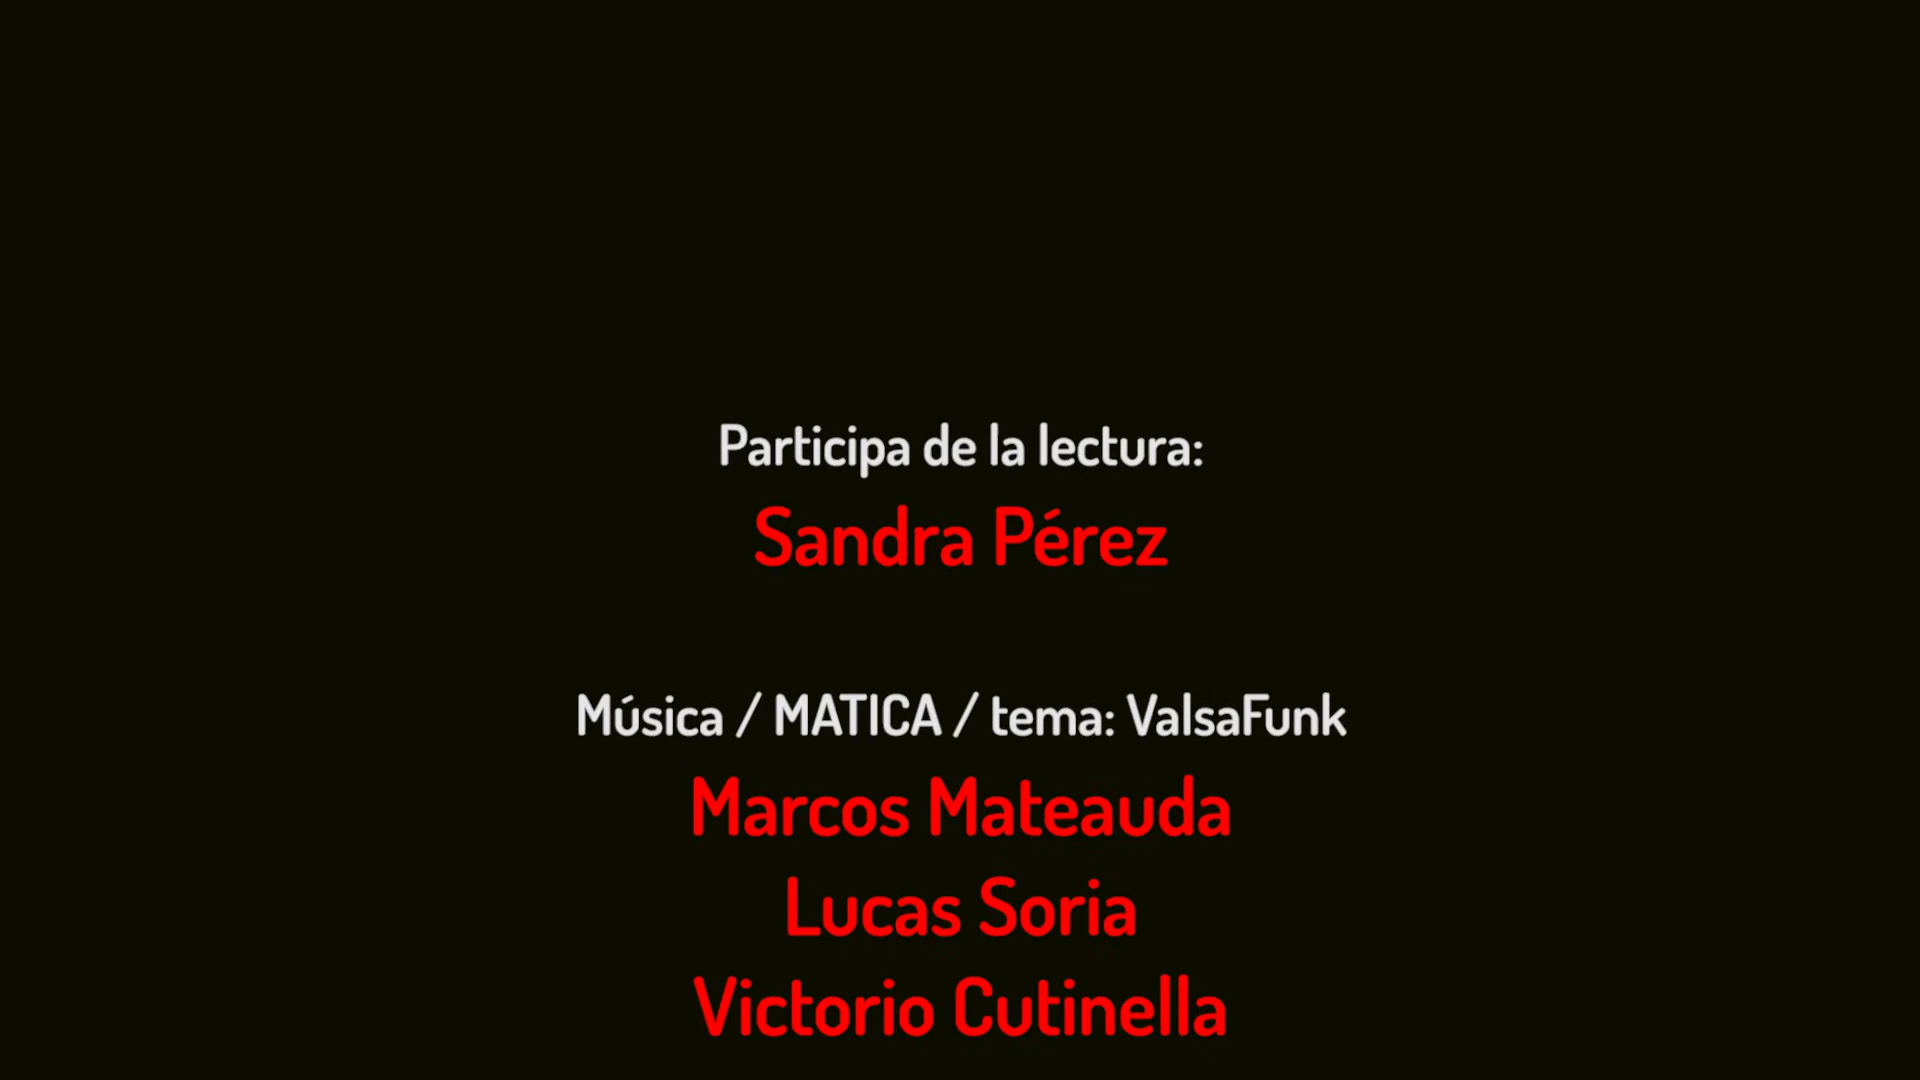 Participa de la lectura:
Sandra Pérez
Música / MATICA / tema: ValsaFunk
Marcos Mateauda
Lucas Soria
Victorio Cutinella